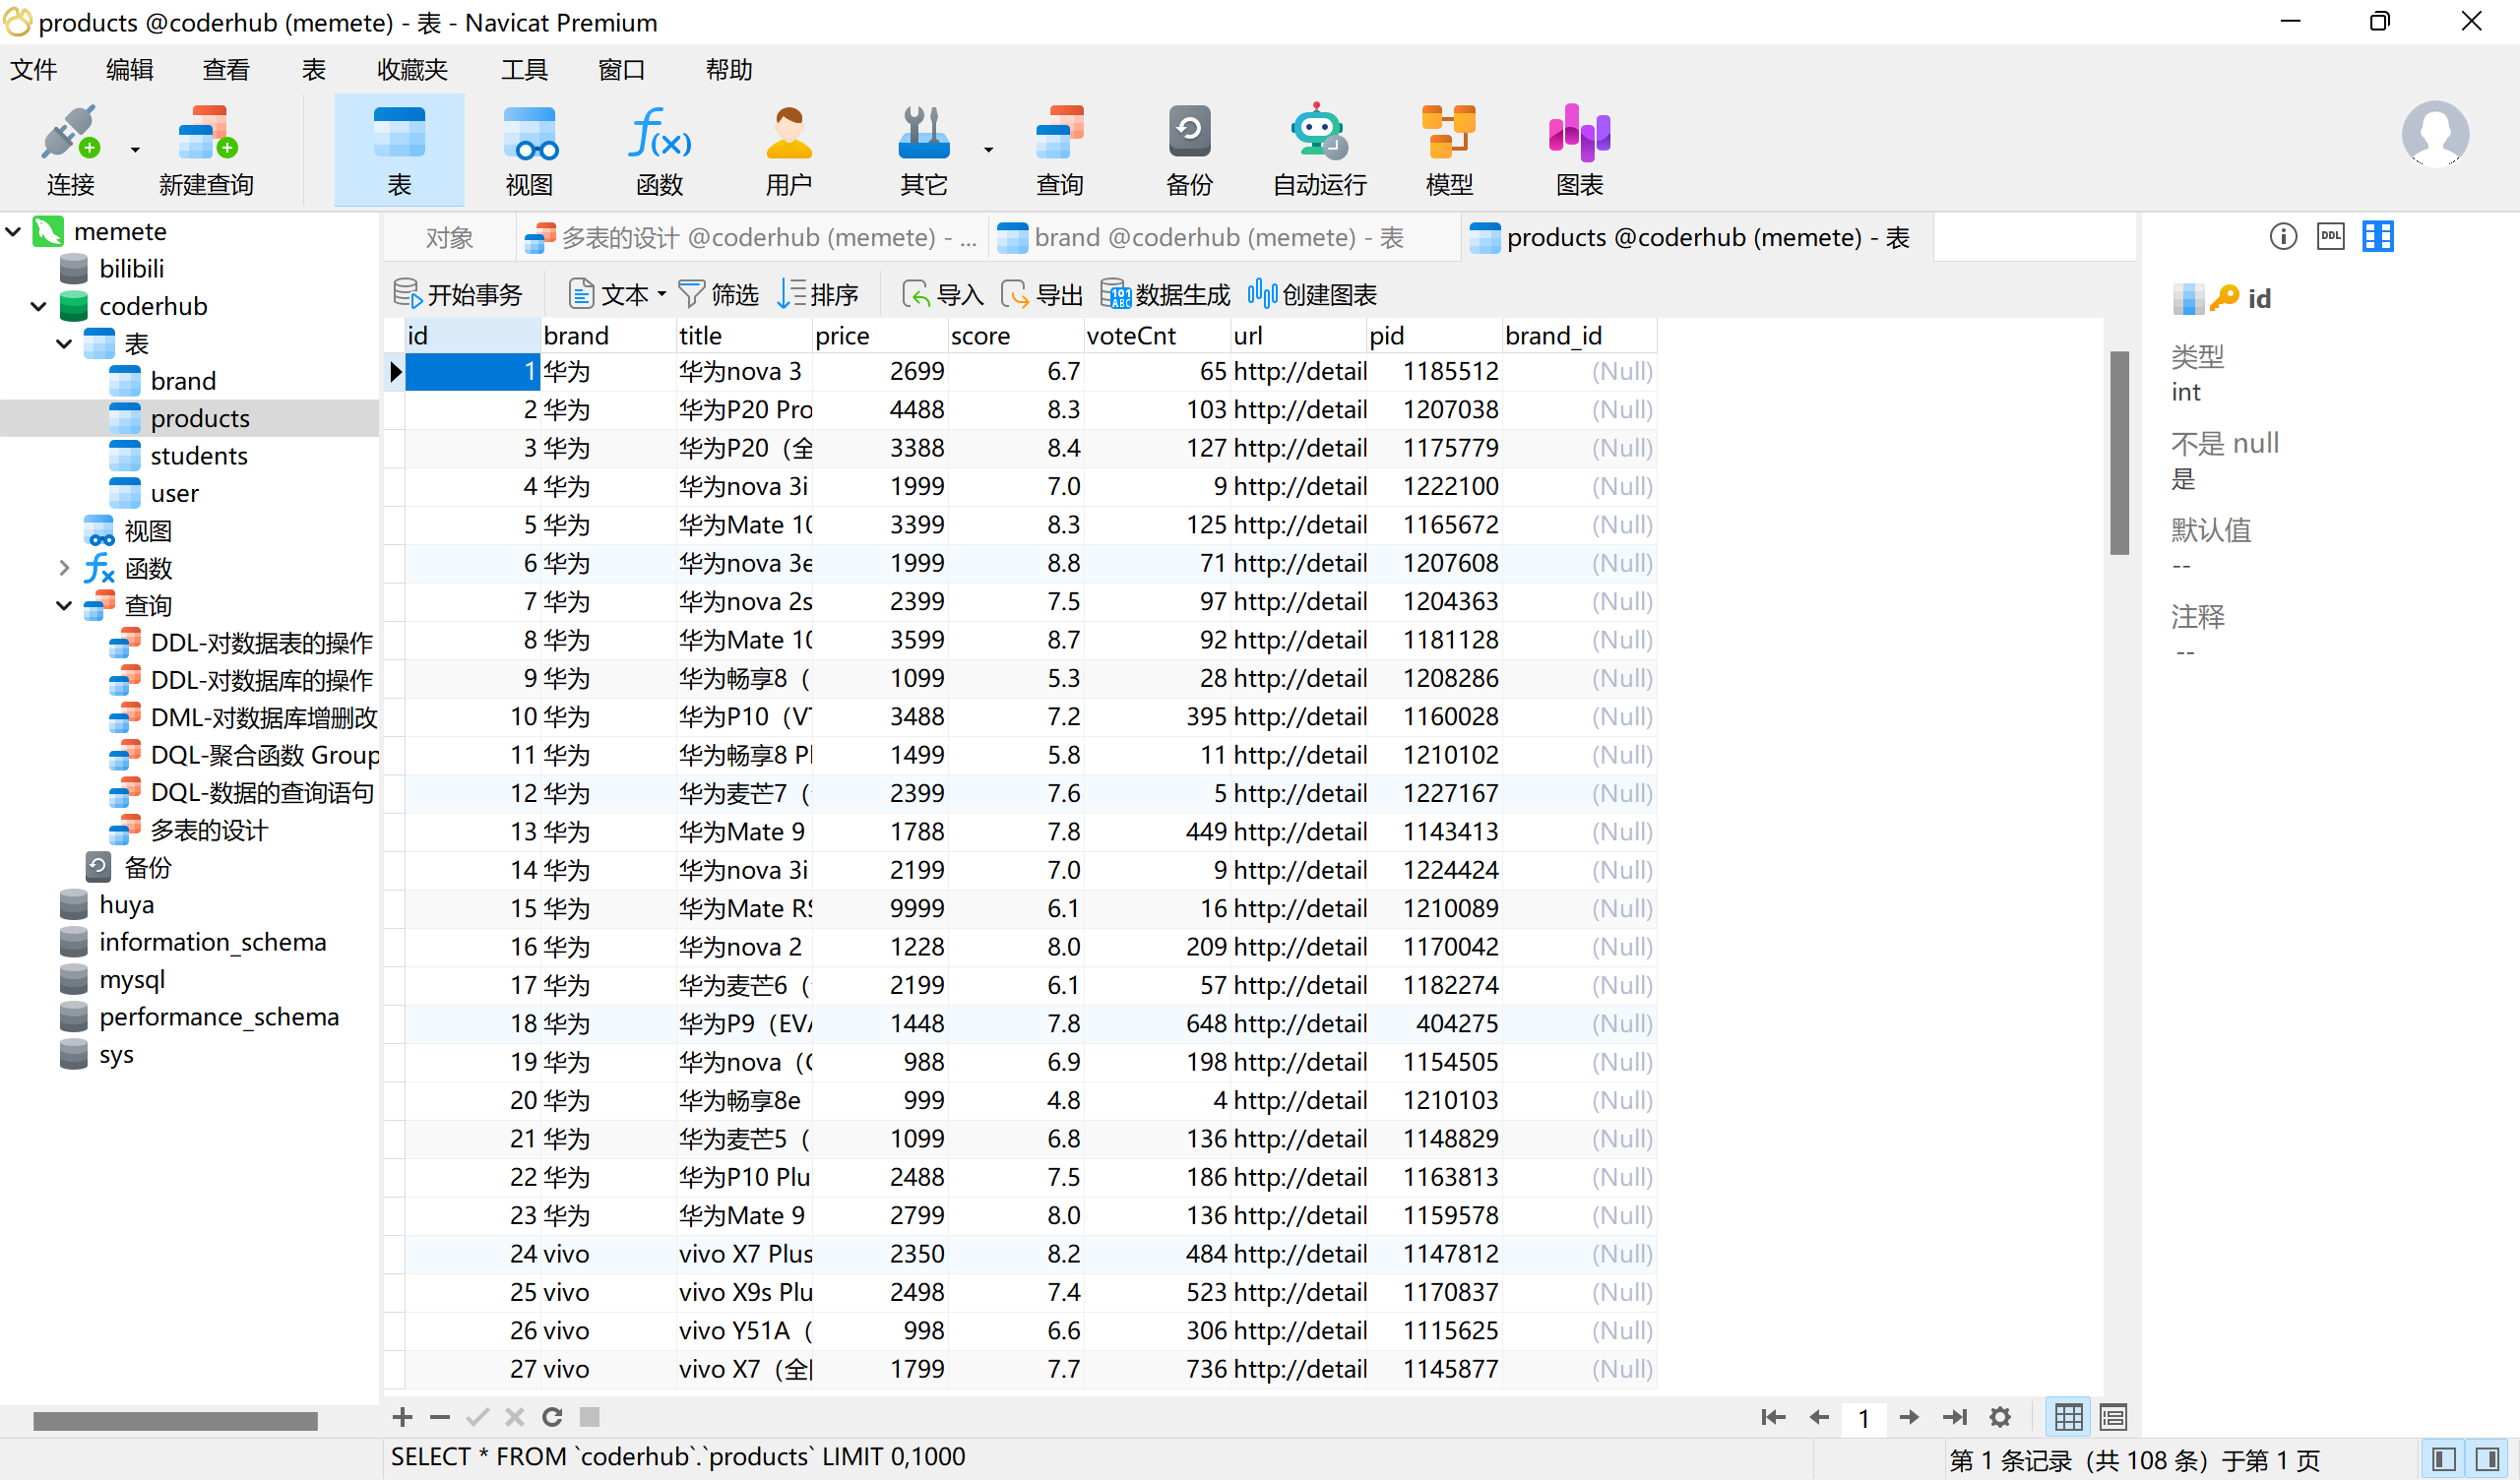 products @coderhub (memete) - 表 - Navicat Premium
文件 编辑 查看 表 收藏夹 工具 窗口 帮助
连接 新建查询 表 视图 函数 用户 其它 查询 备份 自动运行 模型 图表
memete
bilibili
coderhub
表
brand
products
students
user
视图
函数
查询
DDL-对数据表的操作
DDL-对数据库的操作
DML-对数据库增删改
DQL-聚合函数 Group
DQL-数据的查询语句
多表的设计
备份
huya
information_schema
mysql
performance_schema
sys
对象 多表的设计 @coderhub (memete) - ... brand @coderhub (memete) - 表 products @coderhub (memete) - 表
开始事务 文本 筛选 排序 导入 导出 数据生成 创建图表
id brand title price score voteCnt url pid brand_id
1 华为 华为nova 3 2699 6.7 65 http://detail 1185512 (Null)
2 华为 华为P20 Pro 4488 8.3 103 http://detail 1207038 (Null)
3 华为 华为P20（全 3388 8.4 127 http://detail 1175779 (Null)
4 华为 华为nova 3i 1999 7.0 9 http://detail 1222100 (Null)
5 华为 华为Mate 10 3399 8.3 125 http://detail 1165672 (Null)
6 华为 华为nova 3e 1999 8.8 71 http://detail 1207608 (Null)
7 华为 华为nova 2s 2399 7.5 97 http://detail 1204363 (Null)
8 华为 华为Mate 10 3599 8.7 92 http://detail 1181128 (Null)
9 华为 华为畅享8（ 1099 5.3 28 http://detail 1208286 (Null)
10 华为 华为P10（VT 3488 7.2 395 http://detail 1160028 (Null)
11 华为 华为畅享8 Pl 1499 5.8 11 http://detail 1210102 (Null)
12 华为 华为麦芒7（ 2399 7.6 5 http://detail 1227167 (Null)
13 华为 华为Mate 9 1788 7.8 449 http://detail 1143413 (Null)
14 华为 华为nova 3i 2199 7.0 9 http://detail 1224424 (Null)
15 华为 华为Mate RS 9999 6.1 16 http://detail 1210089 (Null)
16 华为 华为nova 2 1228 8.0 209 http://detail 1170042 (Null)
17 华为 华为麦芒6（ 2199 6.1 57 http://detail 1182274 (Null)
18 华为 华为P9（EVA 1448 7.8 648 http://detail 404275 (Null)
19 华为 华为nova（C 988 6.9 198 http://detail 1154505 (Null)
20 华为 华为畅享8e 999 4.8 4 http://detail 1210103 (Null)
21 华为 华为麦芒5（ 1099 6.8 136 http://detail 1148829 (Null)
22 华为 华为P10 Plu 2488 7.5 186 http://detail 1163813 (Null)
23 华为 华为Mate 9 2799 8.0 136 http://detail 1159578 (Null)
24 vivo vivo X7 Plus 2350 8.2 484 http://detail 1147812 (Null)
25 vivo vivo X9s Plu 2498 7.4 523 http://detail 1170837 (Null)
26 vivo vivo Y51A（ 998 6.6 306 http://detail 1115625 (Null)
27 vivo vivo X7（全 1799 7.7 736 http://detail 1145877 (Null)
1
SELECT * FROM `coderhub`.`products` LIMIT 0,1000
第 1 条记录（共 108 条）于第 1 页
DDL
id
类型
int
不是 null
是
默认值
--
注释
--